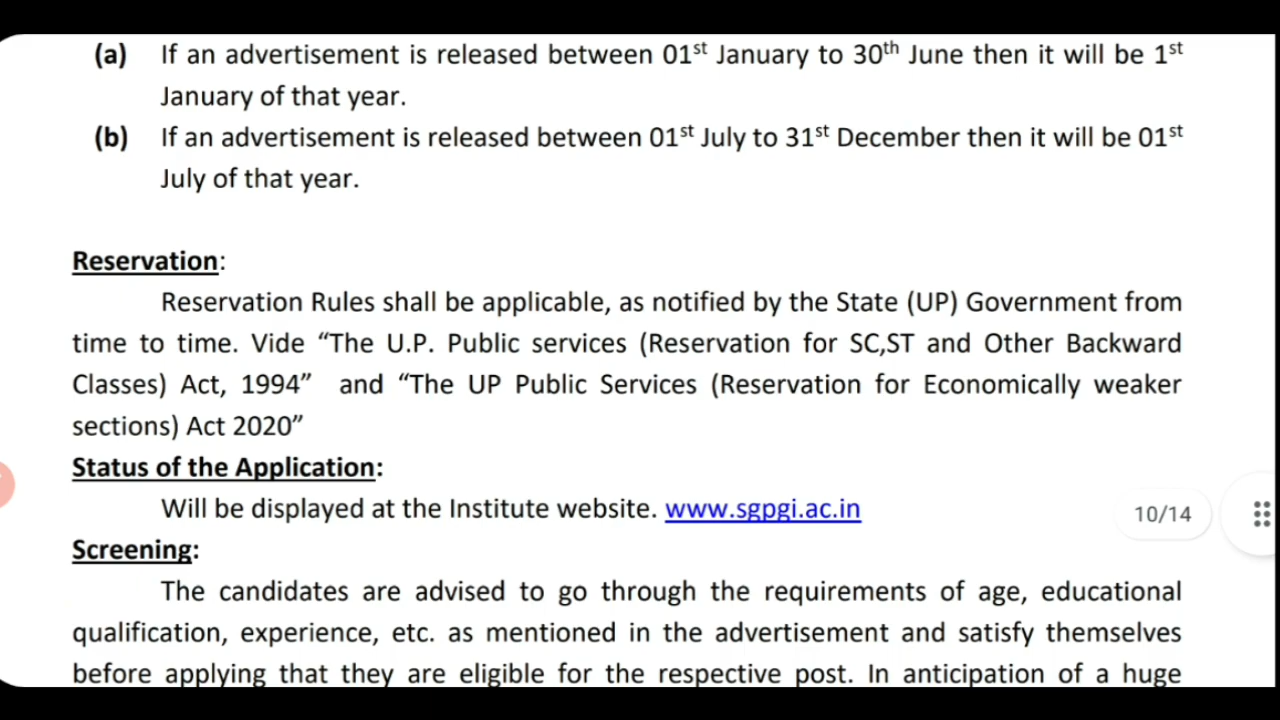 (a) If an advertisement is released between 01st January to 30th June then it will be 1st
January of that year.
(b) If an advertisement is released between 01st July to 31st December then it will be 01st
July of that year.
Reservation:
Reservation Rules shall be applicable, as notified by the State (UP) Government from
time to time. Vide “The U.P. Public services (Reservation for SC,ST and Other Backward
Classes) Act, 1994” and “The UP Public Services (Reservation for Economically weaker
sections) Act 2020”
Status of the Application:
Will be displayed at the Institute website. www.sgpgi.ac.in
10/14
Screening:
The candidates are advised to go through the requirements of age, educational
qualification, experience, etc. as mentioned in the advertisement and satisfy themselves
before applying that they are eligible for the respective post. In anticipation of a huge